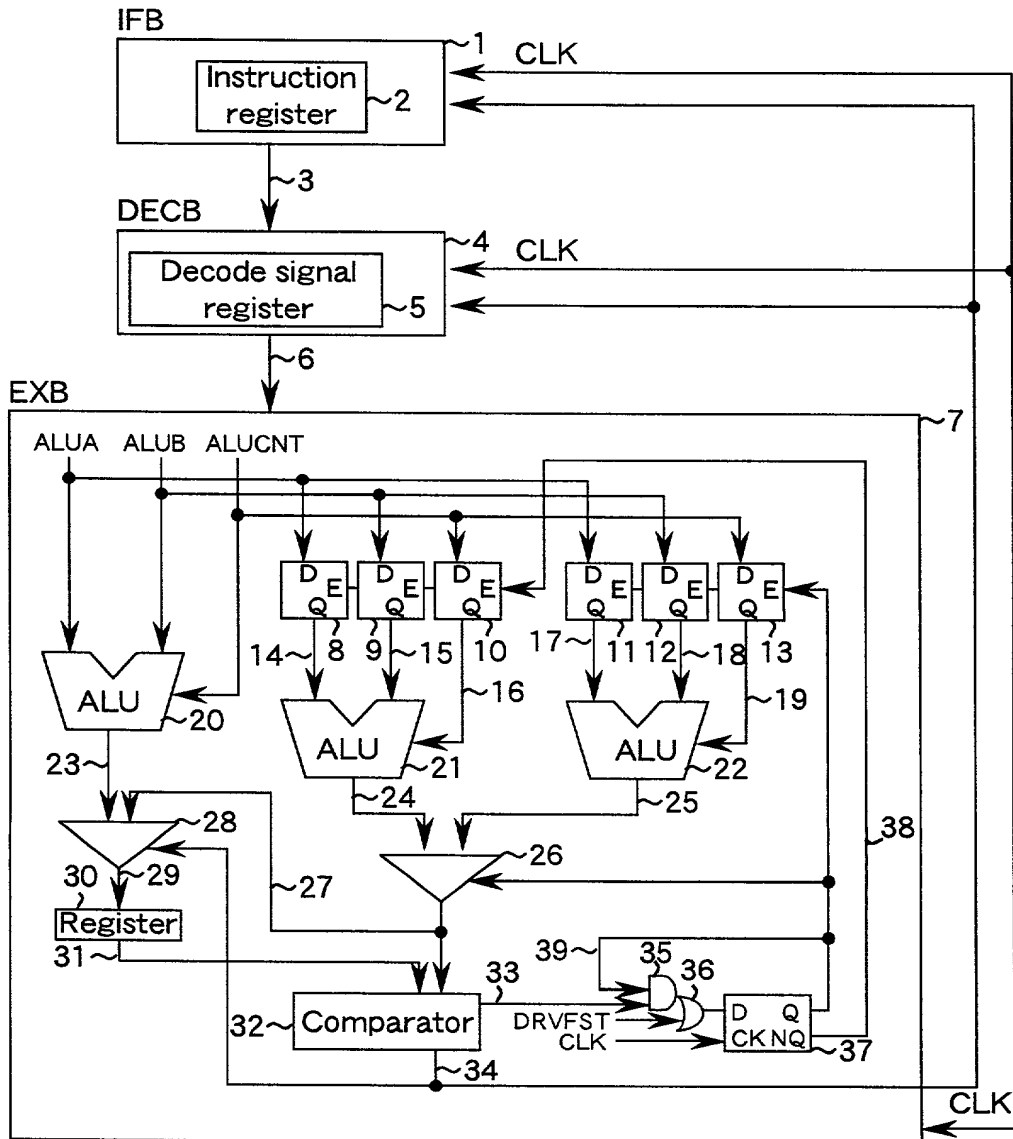 IFB
1
CLK
Instruction
register
2
3
DECB
4
CLK
Decode signal
register
5
6
EXB
7
ALUA ALUB ALUCNT
D E Q D E Q D E Q D E Q D E Q D E Q
14 8 9 15 10 17 11 12 18 13
16 19
ALU
20
ALU
21
ALU
22
23
24 25
28
26
38
29
30
27
Register
31
39 35
36
33
32
Comparator
DRVFST
CLK
D Q
CK NQ
37
34
CLK